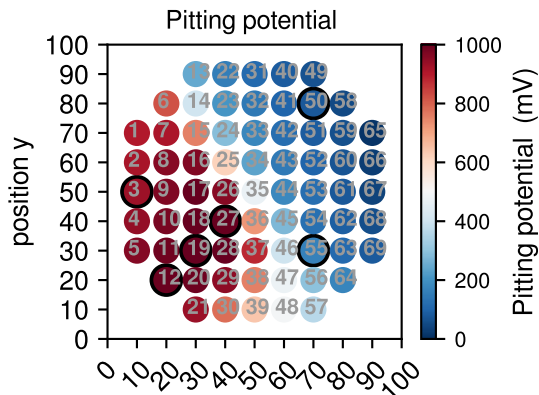 Pitting potential
100
90
80
70
60
50
40
30
20
10
0
position y
13 22 31 40 49
6 14 23 32 41 50 58
1 7 15 24 33 42 51 59 65
2 8 16 25 34 43 52 60 66
3 9 17 26 35 44 53 61 67
4 10 18 27 36 45 54 62 68
5 11 19 28 37 46 55 63 69
12 20 29 38 47 56 64
21 30 39 48 57
0 10 20 30 40 50 60 70 80 90 100
1000
800
600
400
200
0
Pitting potential (mV)